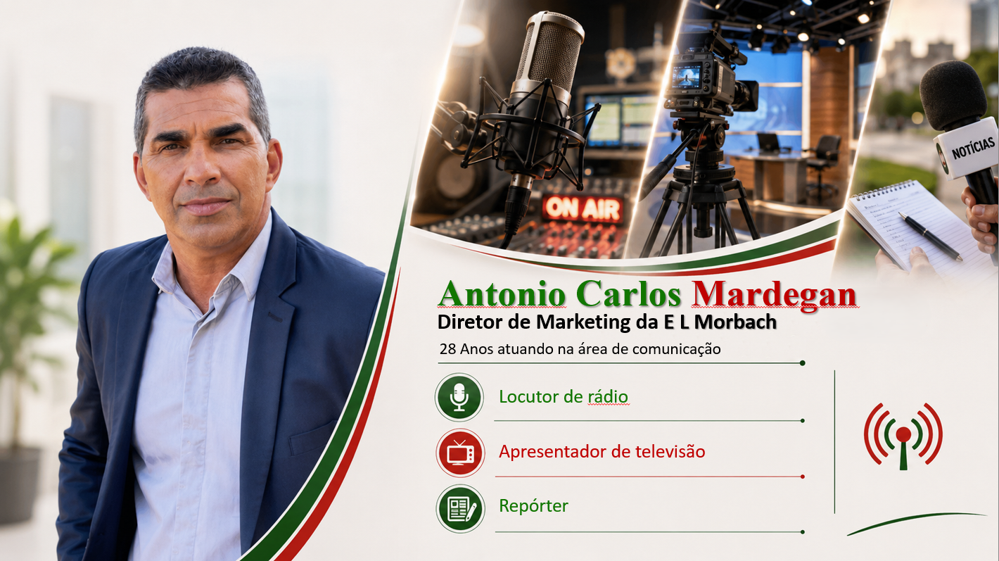 ON AIR
NOTÍCIAS
Antonio Carlos Mardegan
Diretor de Marketing da E L Morbach
28 Anos atuando na área de comunicação
Locutor de rádio
Apresentador de televisão
Repórter